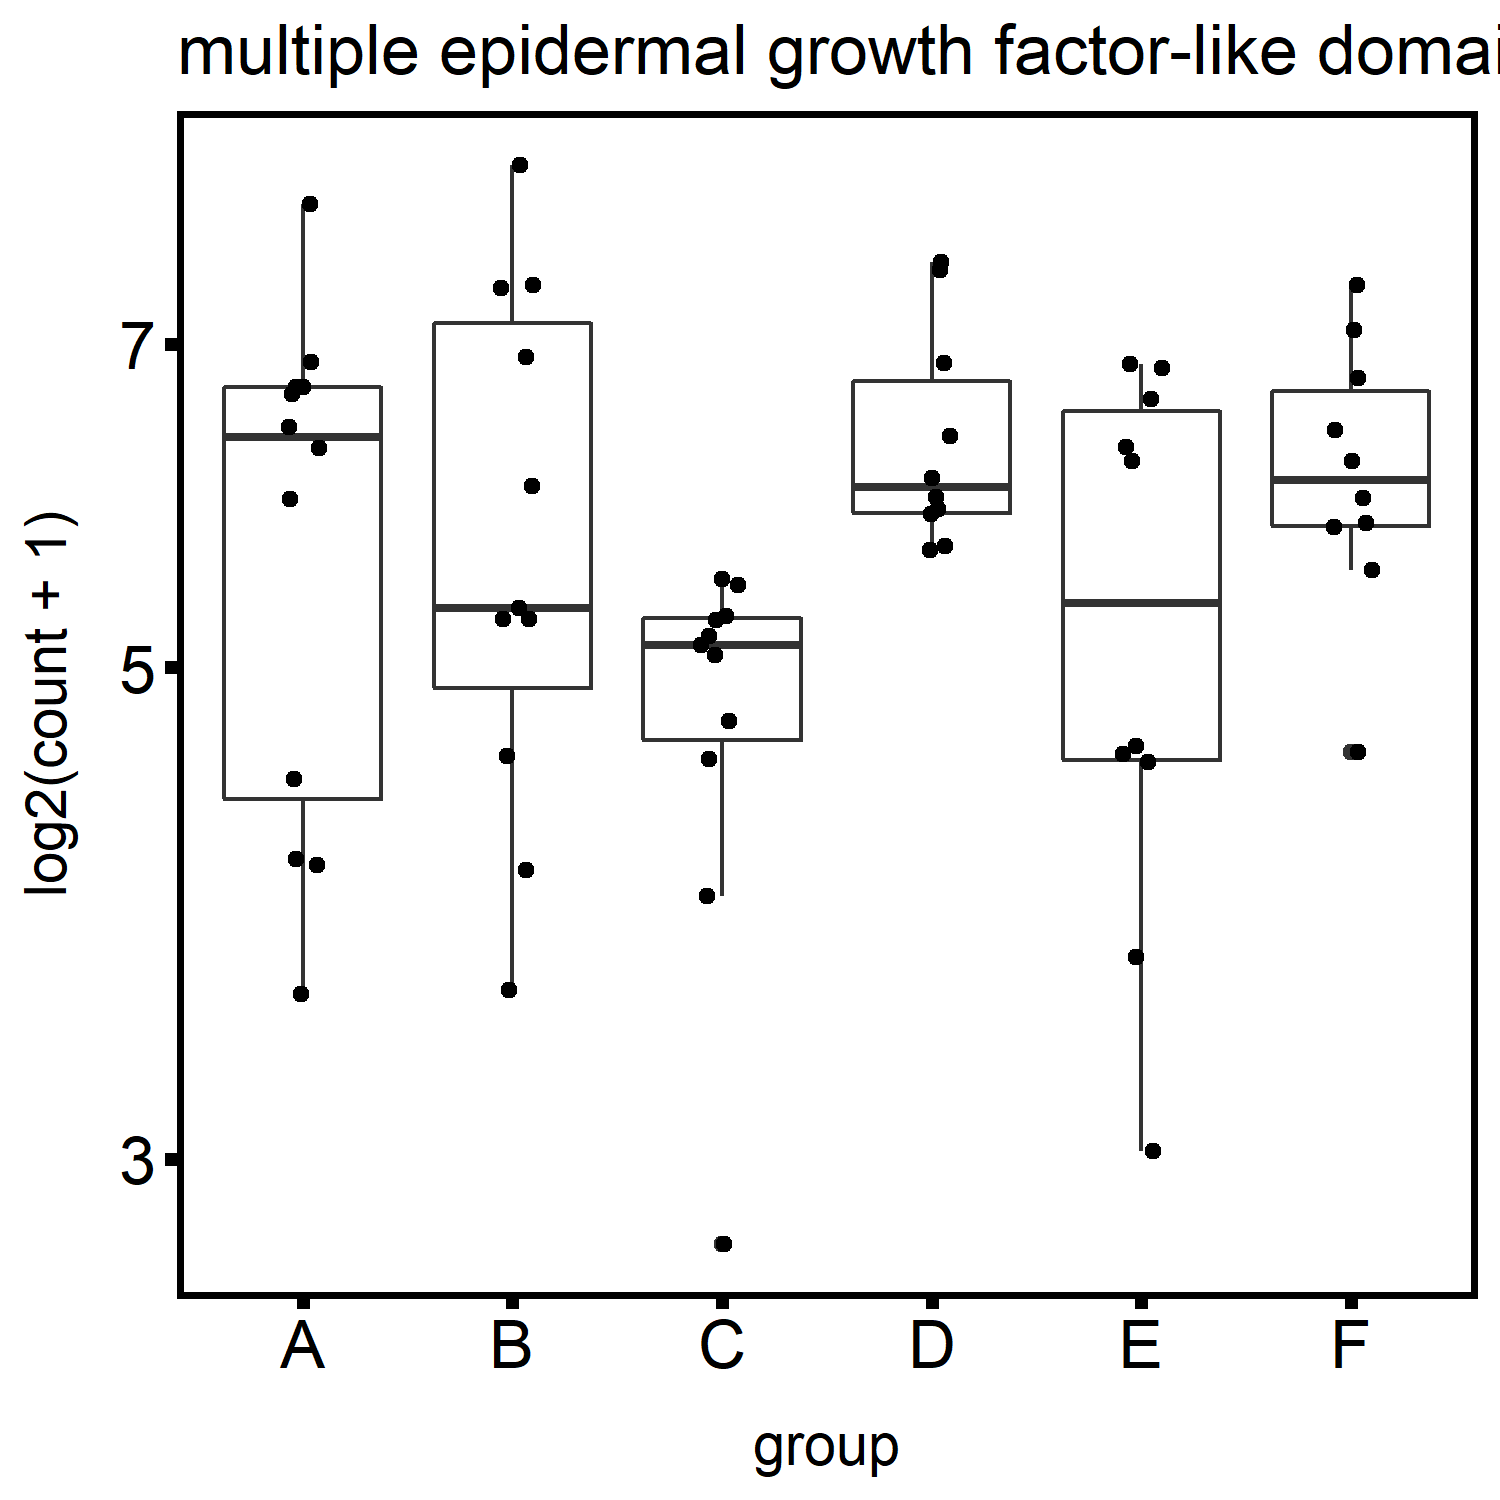 multiple epidermal growth factor-like domai
7
5
3
log2(count + 1)
A B C D E F
group